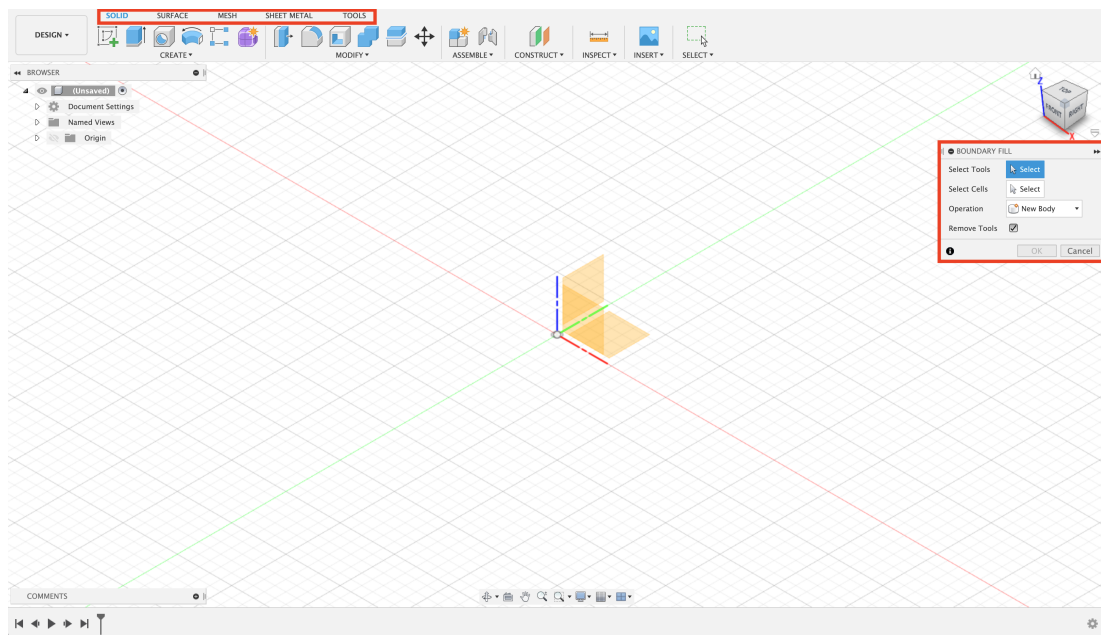 SOLID SURFACE MESH SHEET METAL TOOLS
DESIGN ▾
CREATE ▾ MODIFY ▾ ASSEMBLE ▾ CONSTRUCT ▾ INSPECT ▾ INSERT ▾ SELECT ▾
BROWSER
(Unsaved)
Document Settings
Named Views
Origin
Z
TOP
FRONT RIGHT
X
BOUNDARY FILL
Select Tools Select
Select Cells Select
Operation New Body
Remove Tools
OK Cancel
COMMENTS